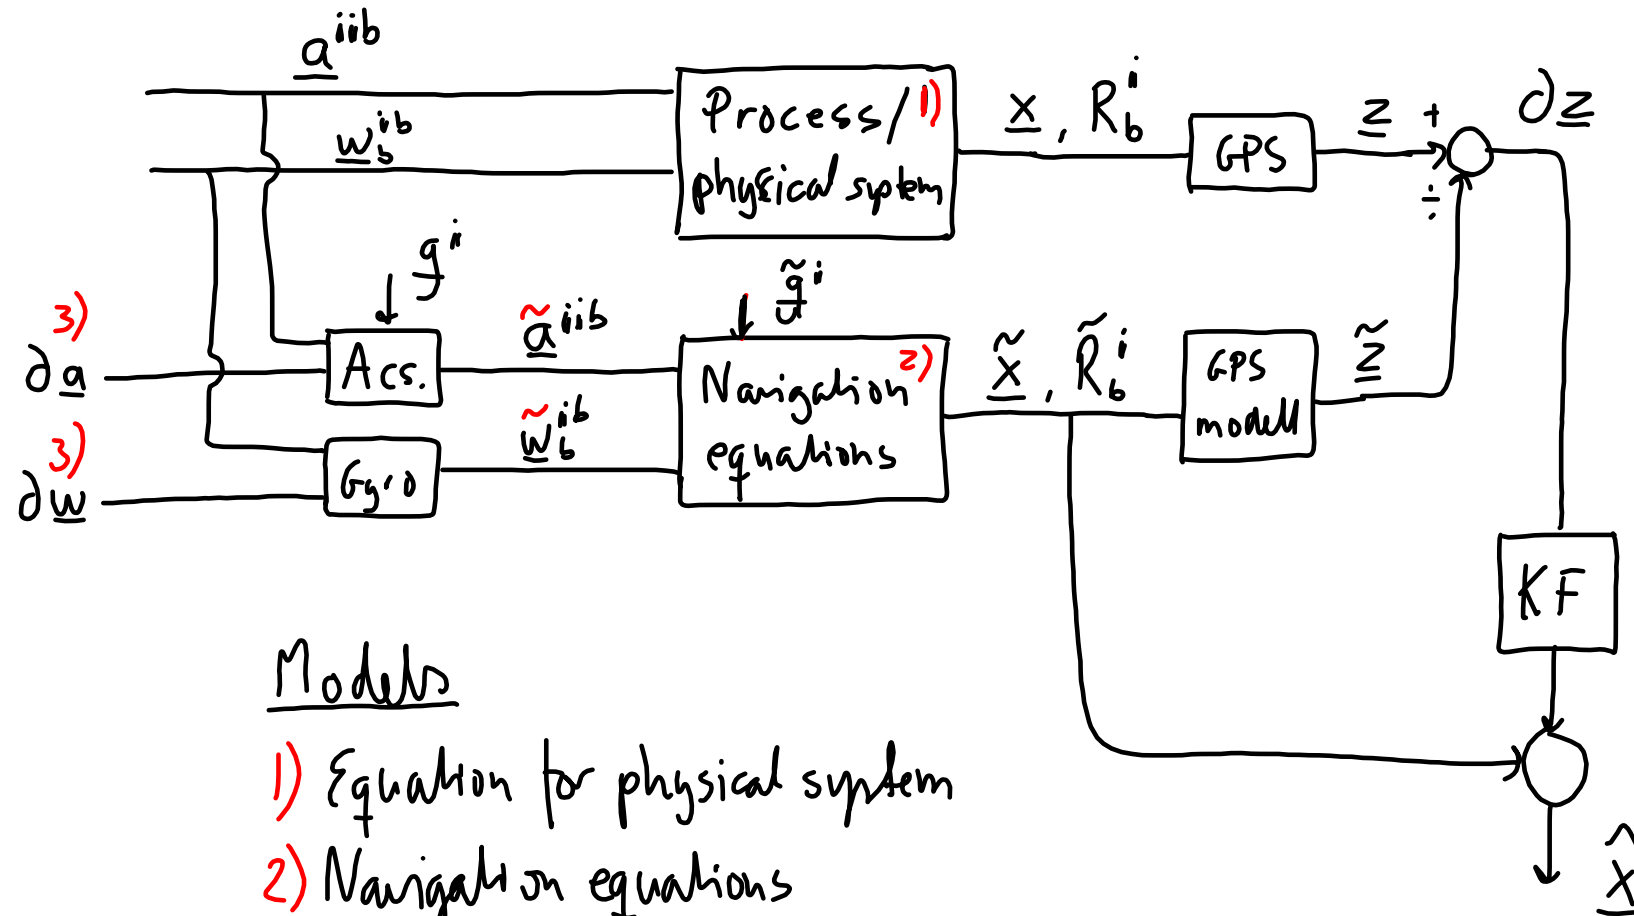 a^iib
w_b^ib
Process/ 1)
physical system
x, R_b^i
GPS
z +
÷
∂z
g^ii
g̃^i
3)
∂a
Acs.
ã^iib
3)
∂w
Gyro
w̃_b^ib
Navigation 2)
equations
x̃, R̃_b^i
GPS
modell
z̃
KF
x̂
Models
1) Equation for physical system
2) Navigation equations